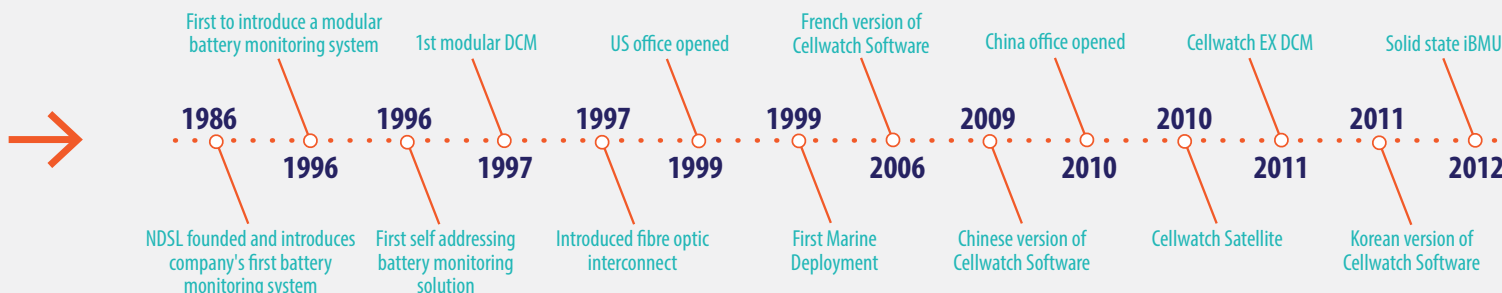 First to introduce a modular
battery monitoring system
1st modular DCM
US office opened
French version of
Cellwatch Software
China office opened
Cellwatch EX DCM
Solid state iBMU
1986
1996
1997
1999
2009
2010
2011
1996
1997
1999
2006
2010
2011
2012
NDSL founded and introduces
company's first battery
monitoring system
First self addressing
battery monitoring
solution
Introduced fibre optic
interconnect
First Marine
Deployment
Chinese version of
Cellwatch Software
Cellwatch Satellite
Korean version of
Cellwatch Software